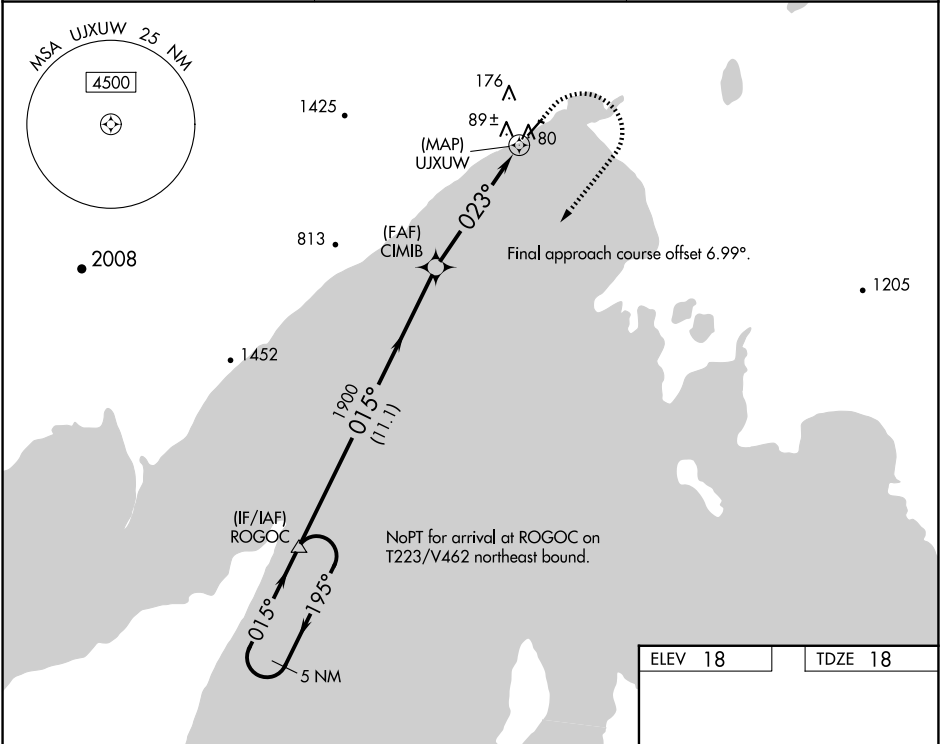 MSA UJXUW 25 NM
4500
1425
176
89±
80
(MAP)
UJXUW
023°
813
(FAF)
CIMIB
Final approach course offset 6.99°.
2008
1205
1452
1900
015°
(11.1)
(IF/IAF)
ROGOC
NoPT for arrival at ROGOC on
T223/V462 northeast bound.
015°
195°
5 NM
ELEV 18
TDZE 18